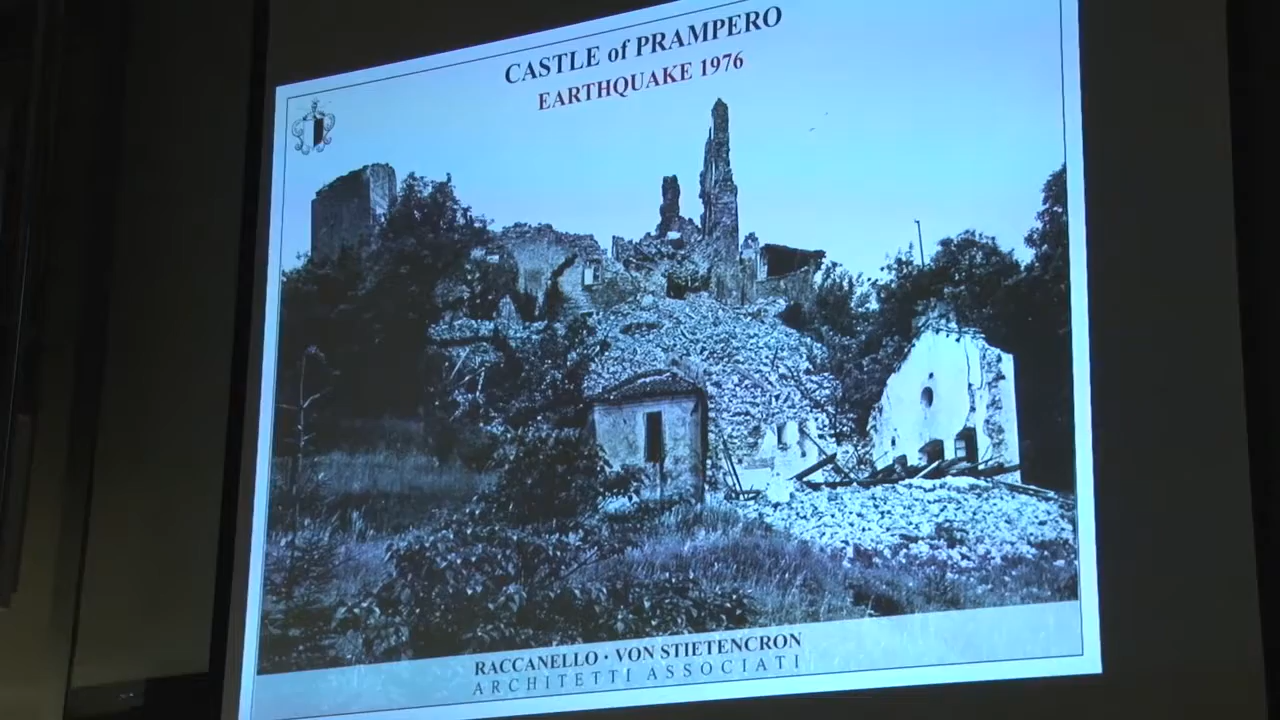 CASTLE of PRAMPERO
EARTHQUAKE 1976
RACCANELLO · VON STIETENCRON
ARCHITETTI ASSOCIATI